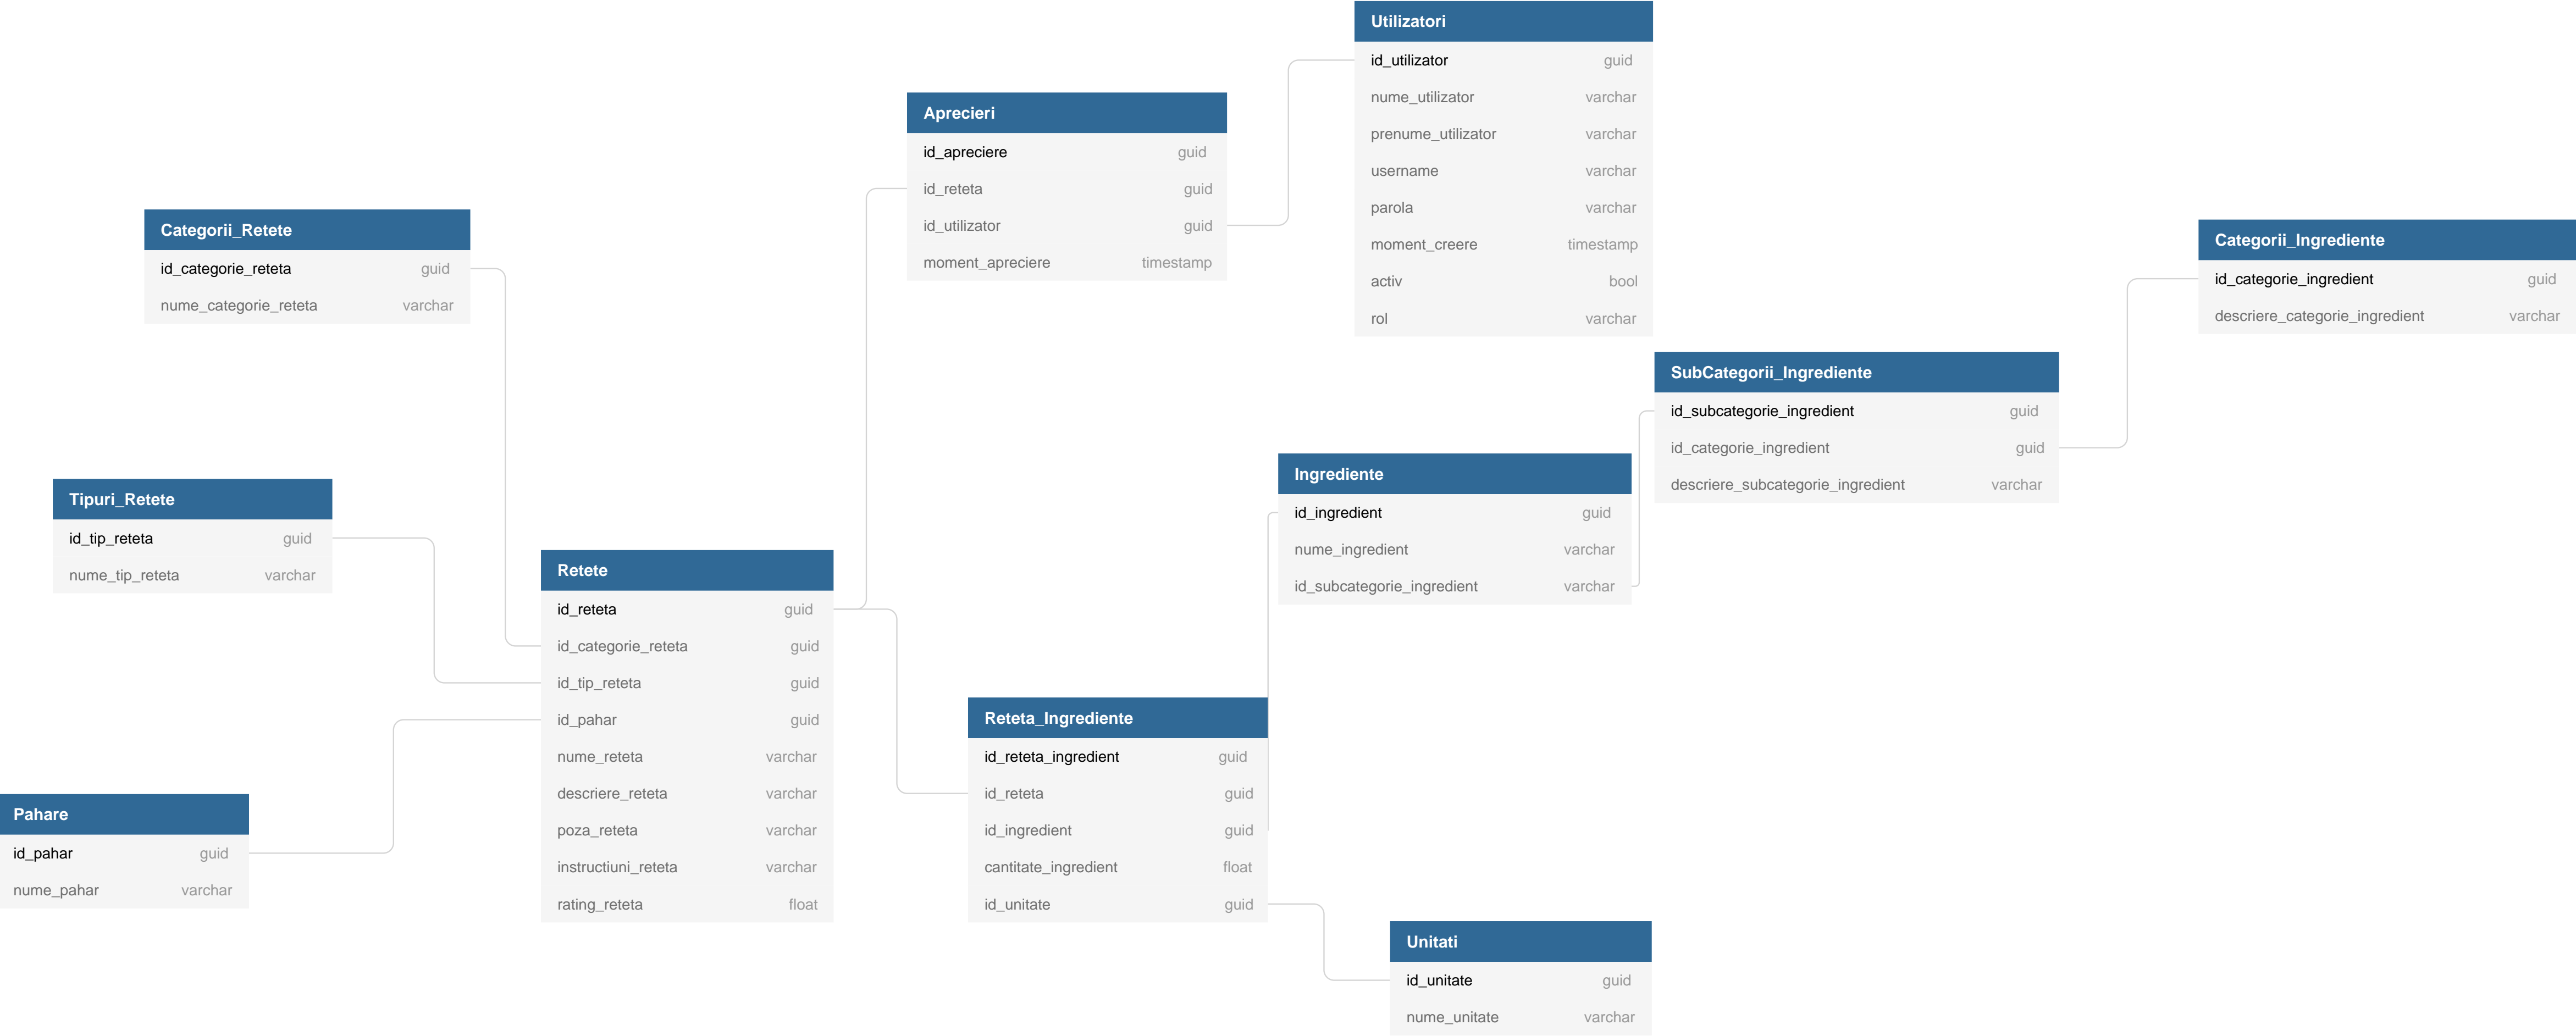 Utilizatori
id_utilizator guid
nume_utilizator varchar
prenume_utilizator varchar
username varchar
parola varchar
moment_creere timestamp
activ bool
rol varchar
Aprecieri
id_apreciere guid
id_reteta guid
id_utilizator guid
moment_apreciere timestamp
Categorii_Retete
id_categorie_reteta guid
nume_categorie_reteta varchar
Categorii_Ingrediente
id_categorie_ingredient guid
descriere_categorie_ingredient varchar
SubCategorii_Ingrediente
id_subcategorie_ingredient guid
id_categorie_ingredient guid
descriere_subcategorie_ingredient varchar
Ingrediente
id_ingredient guid
nume_ingredient varchar
id_subcategorie_ingredient varchar
Tipuri_Retete
id_tip_reteta guid
nume_tip_reteta varchar
Retete
id_reteta guid
id_categorie_reteta guid
id_tip_reteta guid
id_pahar guid
nume_reteta varchar
descriere_reteta varchar
poza_reteta varchar
instructiuni_reteta varchar
rating_reteta float
Reteta_Ingrediente
id_reteta_ingredient guid
id_reteta guid
id_ingredient guid
cantitate_ingredient float
id_unitate guid
Pahare
id_pahar guid
nume_pahar varchar
Unitati
id_unitate guid
nume_unitate varchar